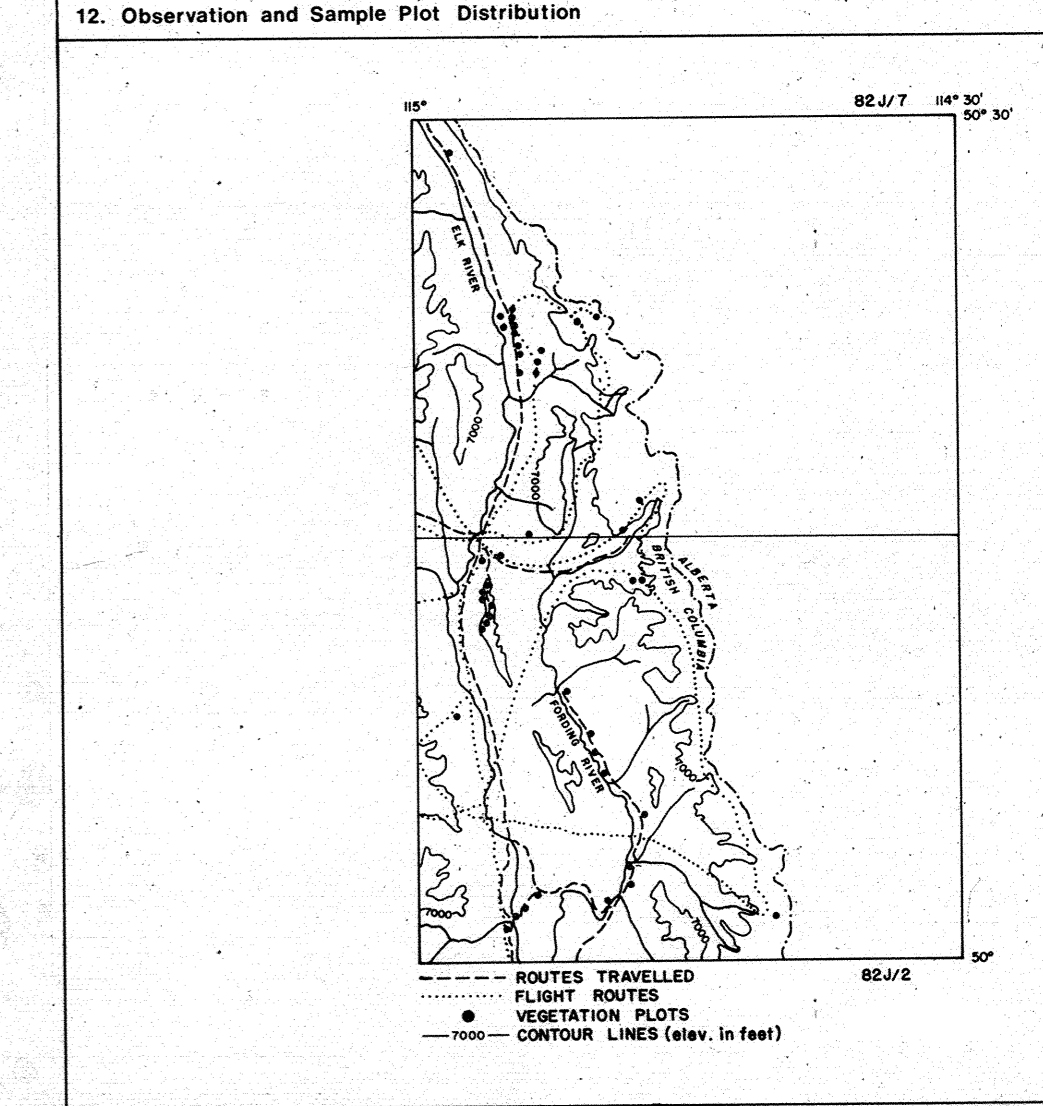 12. Observation and Sample Plot Distribution
115°
82J/7
114° 30'
50° 30'
ELK RIVER
7000
7000
ALBERTA
BRITISH COLUMBIA
FORDING RIVER
7000
7000
7000
50°
82J/2
ROUTES TRAVELLED
FLIGHT ROUTES
VEGETATION PLOTS
7000 CONTOUR LINES (elev. in feet)